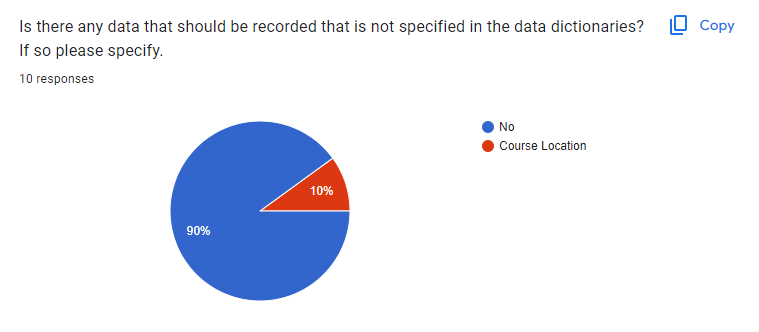 Is there any data that should be recorded that is not specified in the data dictionaries?
If so please specify.
Copy
10 responses
No
Course Location
10%
90%